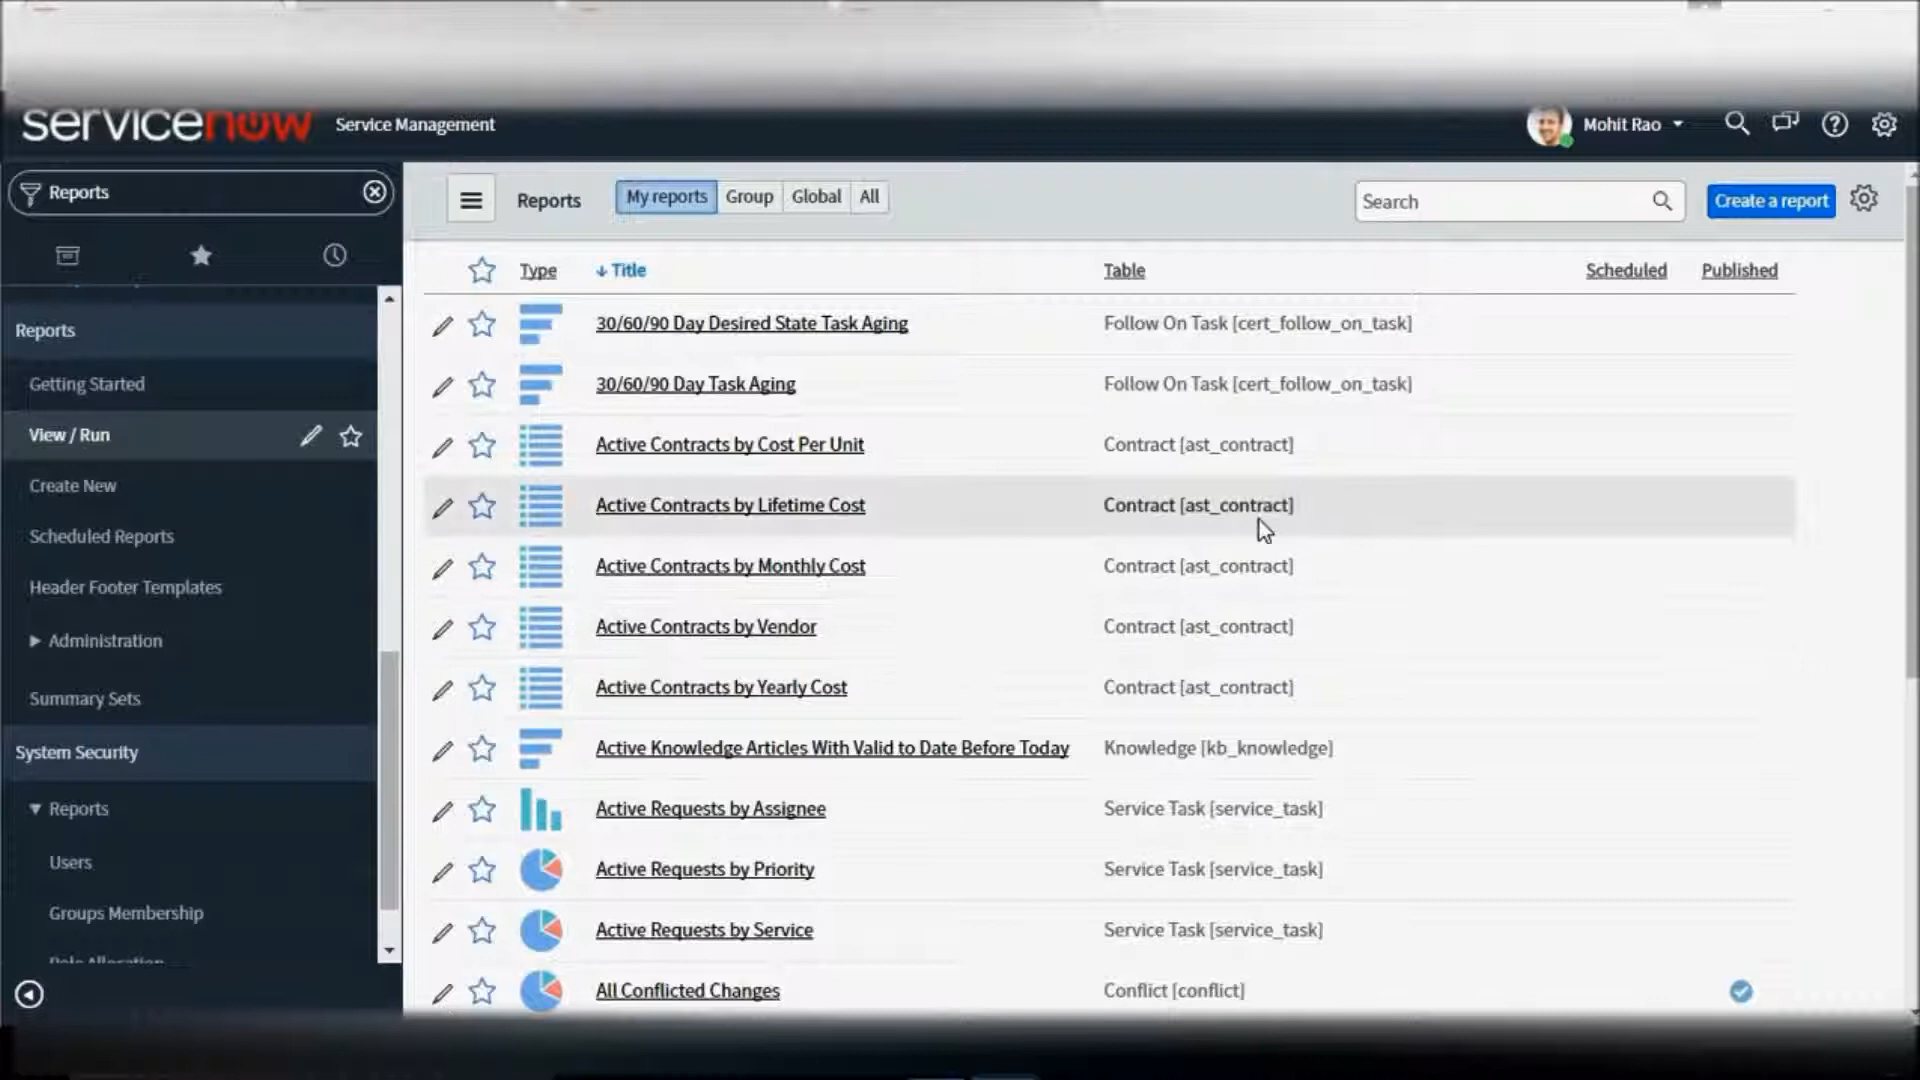 servicenow Service Management
Mohit Rao
Reports
Reports
Getting Started
View / Run
Create New
Scheduled Reports
Header Footer Templates
Administration
Summary Sets
System Security
Reports
Users
Groups Membership
Role Allocation
Reports My reports Group Global All Search Create a report
Type Title Table Scheduled Published
30/60/90 Day Desired State Task Aging Follow On Task [cert_follow_on_task]
30/60/90 Day Task Aging Follow On Task [cert_follow_on_task]
Active Contracts by Cost Per Unit Contract [ast_contract]
Active Contracts by Lifetime Cost Contract [ast_contract]
Active Contracts by Monthly Cost Contract [ast_contract]
Active Contracts by Vendor Contract [ast_contract]
Active Contracts by Yearly Cost Contract [ast_contract]
Active Knowledge Articles With Valid to Date Before Today Knowledge [kb_knowledge]
Active Requests by Assignee Service Task [service_task]
Active Requests by Priority Service Task [service_task]
Active Requests by Service Service Task [service_task]
All Conflicted Changes Conflict [conflict]